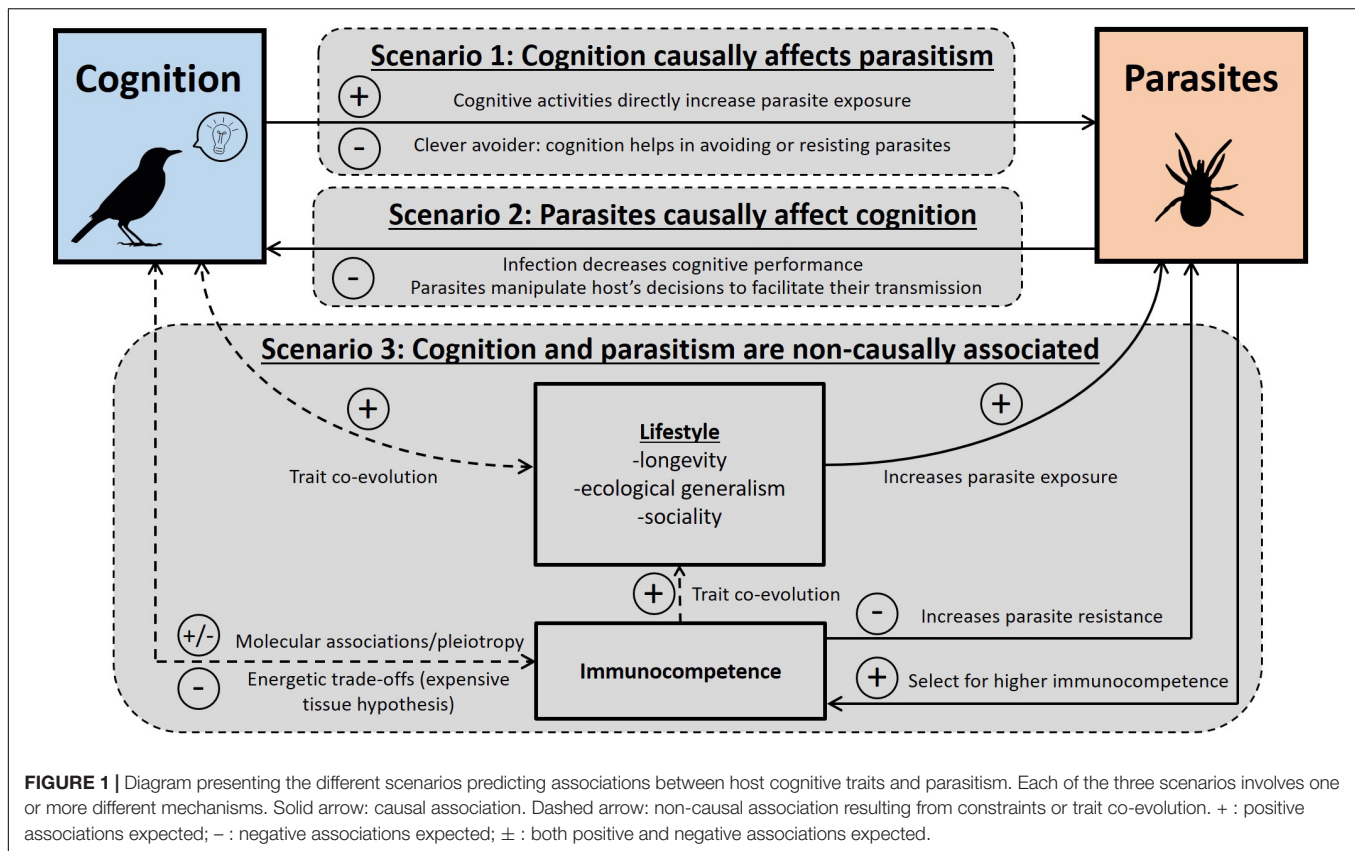 Cognition
Scenario 1: Cognition causally affects parasitism
+
Cognitive activities directly increase parasite exposure
-
Clever avoider: cognition helps in avoiding or resisting parasites
Parasites
Scenario 2: Parasites causally affect cognition
-
Infection decreases cognitive performance
Parasites manipulate host's decisions to facilitate their transmission
Scenario 3: Cognition and parasitism are non-causally associated
+
Trait co-evolution
Lifestyle
-longevity
-ecological generalism
-sociality
+
Increases parasite exposure
+
Trait co-evolution
+/-
Molecular associations/pleiotropy
-
Energetic trade-offs (expensive
tissue hypothesis)
Immunocompetence
-
Increases parasite resistance
+
Select for higher immunocompetence
FIGURE 1 | Diagram presenting the different scenarios predicting associations between host cognitive traits and parasitism. Each of the three scenarios involves one
or more different mechanisms. Solid arrow: causal association. Dashed arrow: non-causal association resulting from constraints or trait co-evolution. + : positive
associations expected; – : negative associations expected; ± : both positive and negative associations expected.